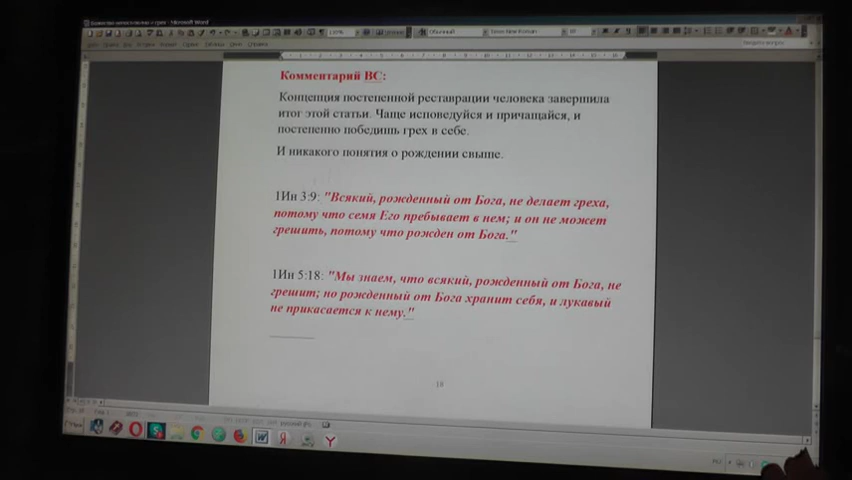 Microsoft Word
Комментарий ВС:
Концепция постепенной реставрации человека завершила
итог этой статьи. Чаще исповедуйся и причащайся, и
постепенно победишь грех в себе.
И никакого понятия о рождении свыше.
1Ин 3:9: "Всякий, рожденный от Бога, не делает греха,
потому что семя Его пребывает в нем; и он не может
грешить, потому что рожден от Бога."
1Ин 5:18: "Мы знаем, что всякий, рожденный от Бога, не
грешит; но рожденный от Бога хранит себя, и лукавый
не прикасается к нему."
18